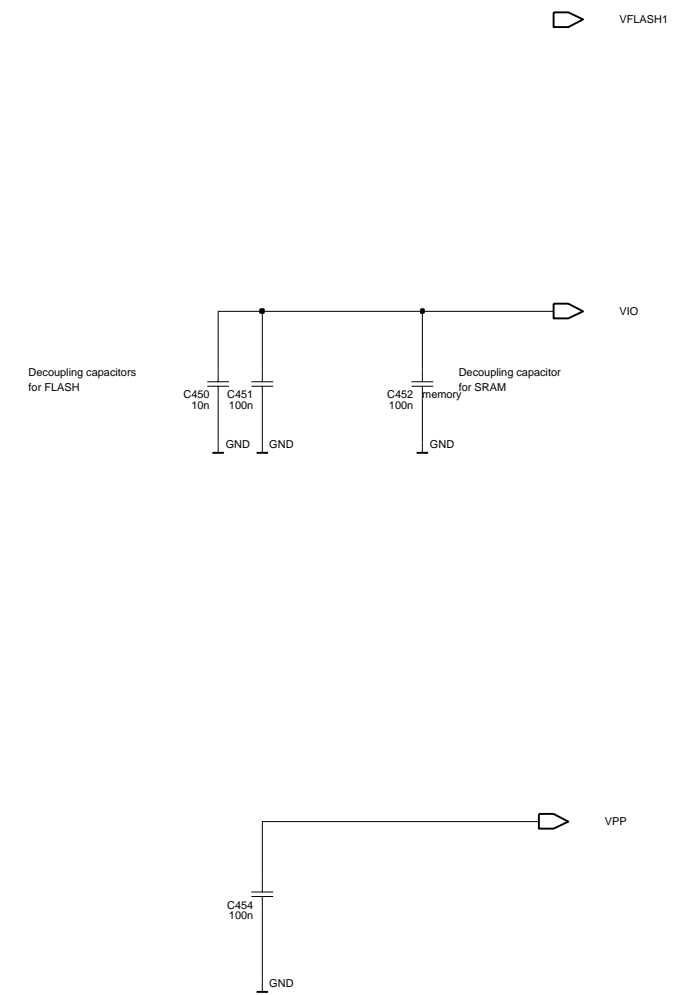 VFLASH1
VIO
Decoupling capacitors
for FLASH
C450
10n
C451
100n
C452
100n
memory
Decoupling capacitor
for SRAM
GND
GND
GND
VPP
C454
100n
GND